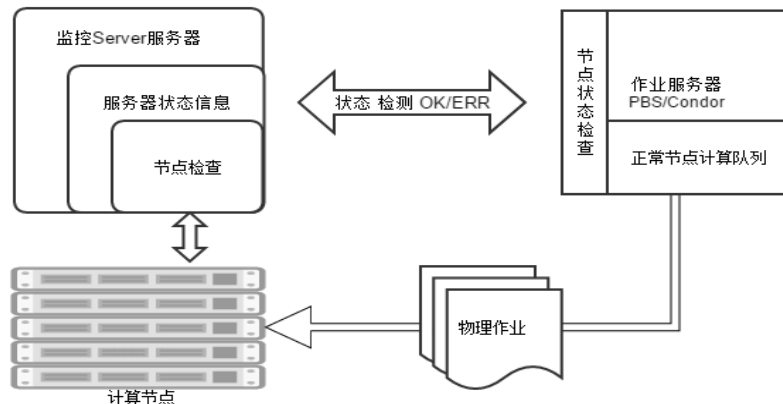 监控Server服务器
服务器状态信息
节点检查
状态 检测 OK/ERR
节点状态检查
作业服务器
PBS/Condor
正常节点计算队列
物理作业
计算节点